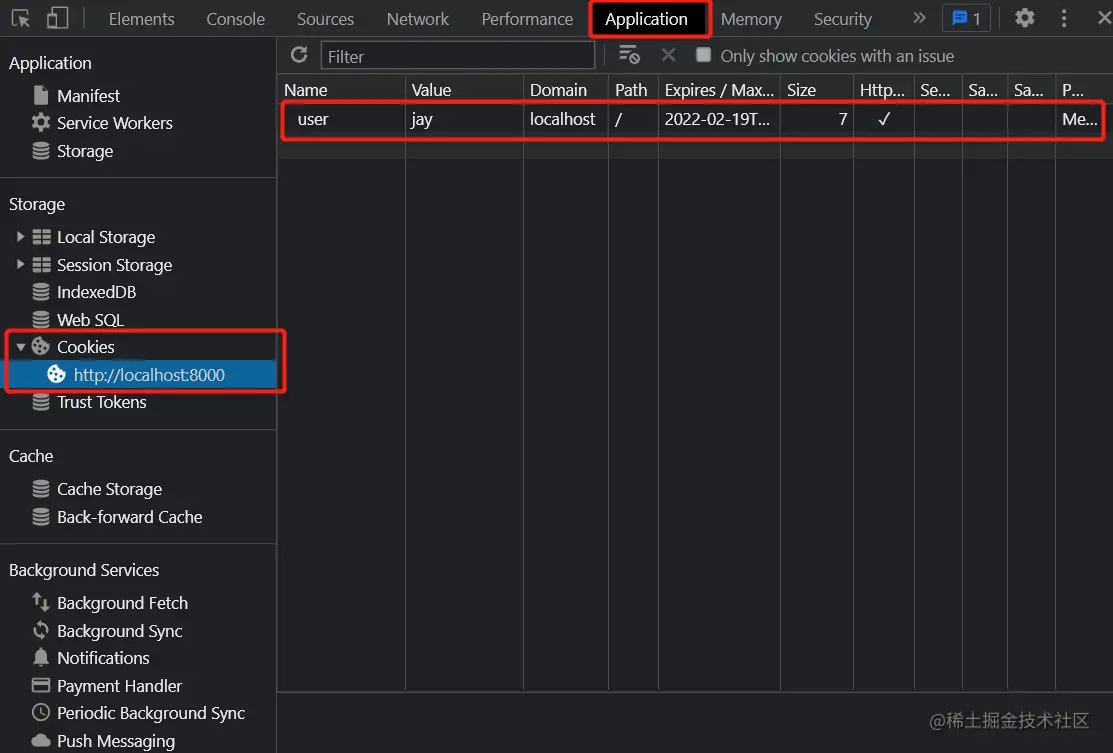 Elements Console Sources Network Performance Application Memory Security » 1
Application
Manifest
Service Workers
Storage
Storage
Local Storage
Session Storage
IndexedDB
Web SQL
Cookies
http://localhost:8000
Trust Tokens
Cache
Cache Storage
Back-forward Cache
Background Services
Background Fetch
Background Sync
Notifications
Payment Handler
Periodic Background Sync
Push Messaging
Filter Only show cookies with an issue
Name Value Domain Path Expires / Max... Size Http... Se... Sa... Sa... P...
user jay localhost / 2022-02-19T... 7 ✓ Me...
@稀土掘金技术社区